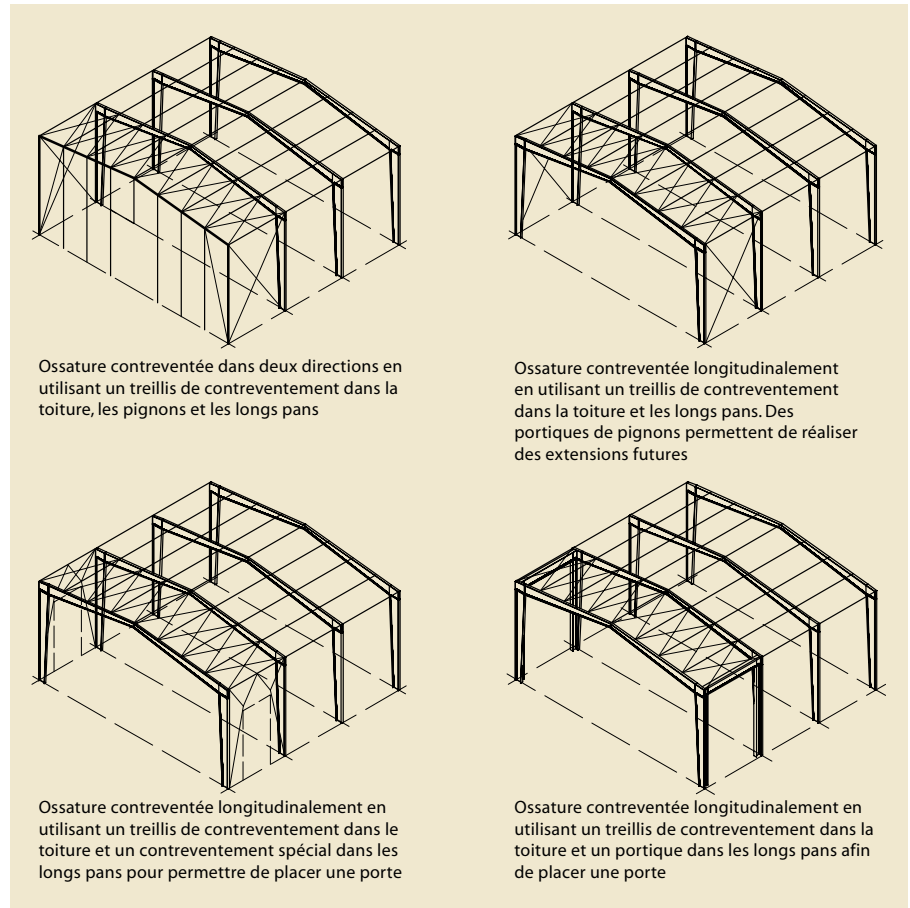 Ossature contreventée dans deux directions en
utilisant un treillis de contreventement dans la
toiture, les pignons et les longs pans
Ossature contreventée longitudinalement
en utilisant un treillis de contreventement
dans la toiture et les longs pans. Des
portiques de pignons permettent de réaliser
des extensions futures
Ossature contreventée longitudinalement en
utilisant un treillis de contreventement dans le
toiture et un contreventement spécial dans les
longs pans pour permettre de placer une porte
Ossature contreventée longitudinalement en
utilisant un treillis de contreventement dans la
toiture et un portique dans les longs pans afin
de placer une porte